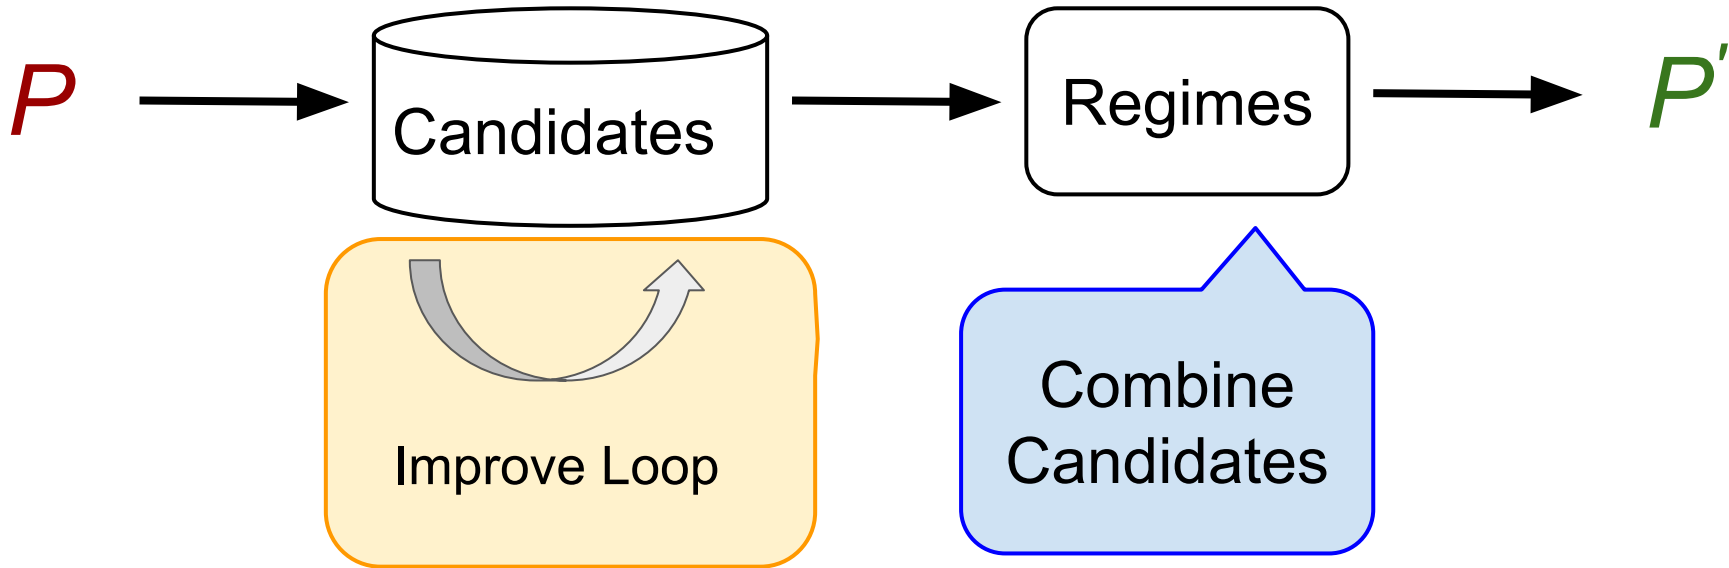 P
Candidates
Regimes
P'
Improve Loop
Combine
Candidates